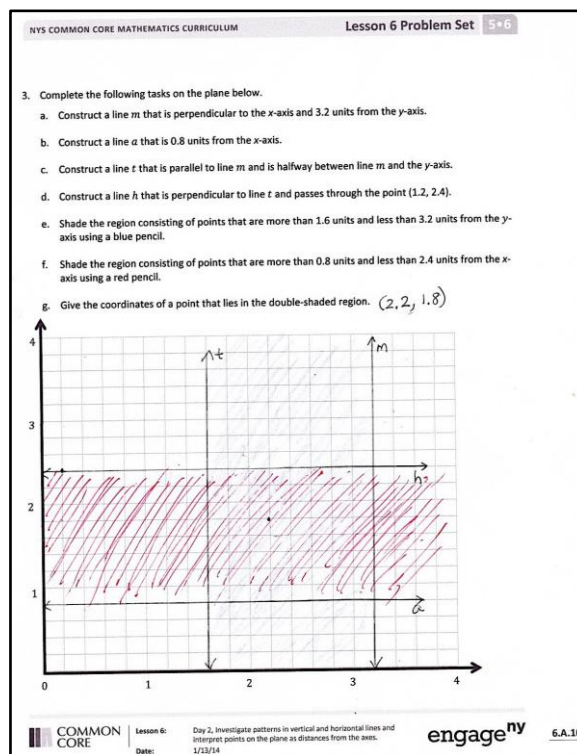 NYS COMMON CORE MATHEMATICS CURRICULUM
Lesson 6 Problem Set 5•6
3. Complete the following tasks on the plane below.
a. Construct a line m that is perpendicular to the x-axis and 3.2 units from the y-axis.
b. Construct a line a that is 0.8 units from the x-axis.
c. Construct a line t that is parallel to line m and is halfway between line m and the y-axis.
d. Construct a line h that is perpendicular to line t and passes through the point (1.2, 2.4).
e. Shade the region consisting of points that are more than 1.6 units and less than 3.2 units from the y-
axis using a blue pencil.
f. Shade the region consisting of points that are more than 0.8 units and less than 2.4 units from the x-
axis using a red pencil.
g. Give the coordinates of a point that lies in the double-shaded region. (2.2, 1.8)
4
t
m
3
h
2
1
a
0
1
2
3
4
COMMON
CORE
Lesson 6:
Day 2, Investigate patterns in vertical and horizontal lines and
interpret points on the plane as distances from the axes.
Date:
1/13/14
engageny